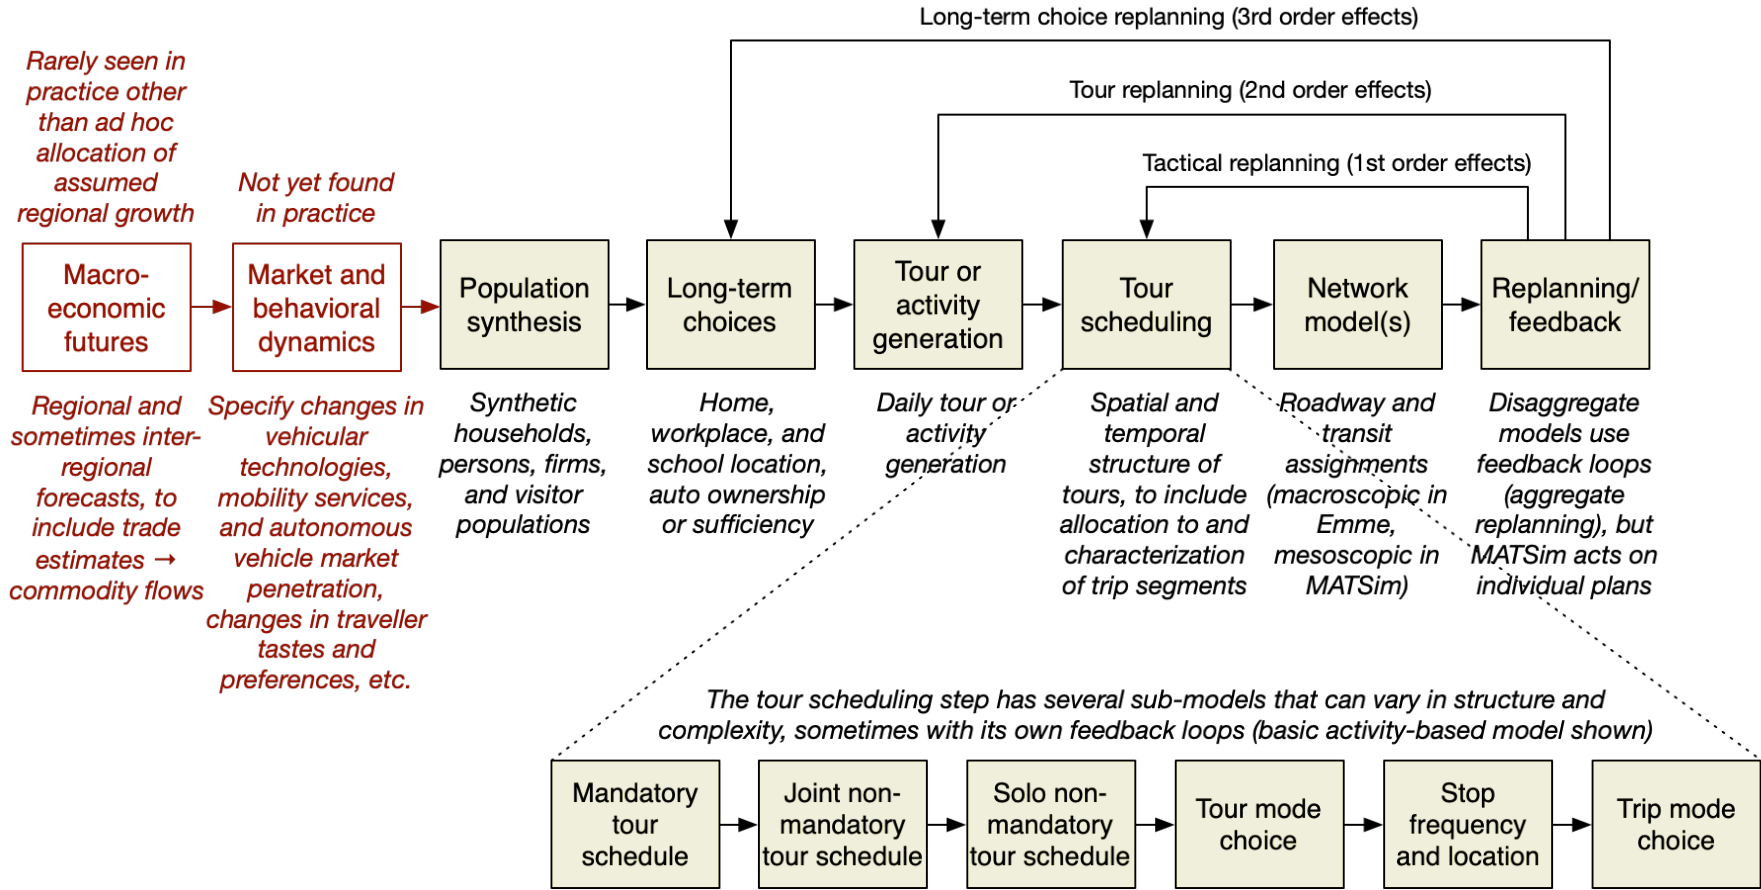 Long-term choice replanning (3rd order effects)
Tour replanning (2nd order effects)
Tactical replanning (1st order effects)
Rarely seen in
practice other
than ad hoc
allocation of
assumed
regional growth
Not yet found
in practice
Macro-
economic
futures
Market and
behavioral
dynamics
Population
synthesis
Long-term
choices
Tour or
activity
generation
Tour
scheduling
Network
model(s)
Replanning/
feedback
Regional and
sometimes inter-
regional
forecasts, to
include trade
estimates →
commodity flows
Specify changes in
vehicular
technologies,
mobility services,
and autonomous
vehicle market
penetration,
changes in traveller
tastes and
preferences, etc.
Synthetic
households,
persons, firms,
and visitor
populations
Home,
workplace, and
school location,
auto ownership
or sufficiency
Daily tour or
activity
generation
Spatial and
temporal
structure of
tours, to include
allocation to and
characterization
of trip segments
Roadway and
transit
assignments
(macroscopic in
Emme,
mesoscopic in
MATSim)
Disaggregate
models use
feedback loops
(aggregate
replanning), but
MATSim acts on
individual plans
The tour scheduling step has several sub-models that can vary in structure and
complexity, sometimes with its own feedback loops (basic activity-based model shown)
Mandatory
tour
schedule
Joint non-
mandatory
tour schedule
Solo non-
mandatory
tour schedule
Tour mode
choice
Stop
frequency
and location
Trip mode
choice